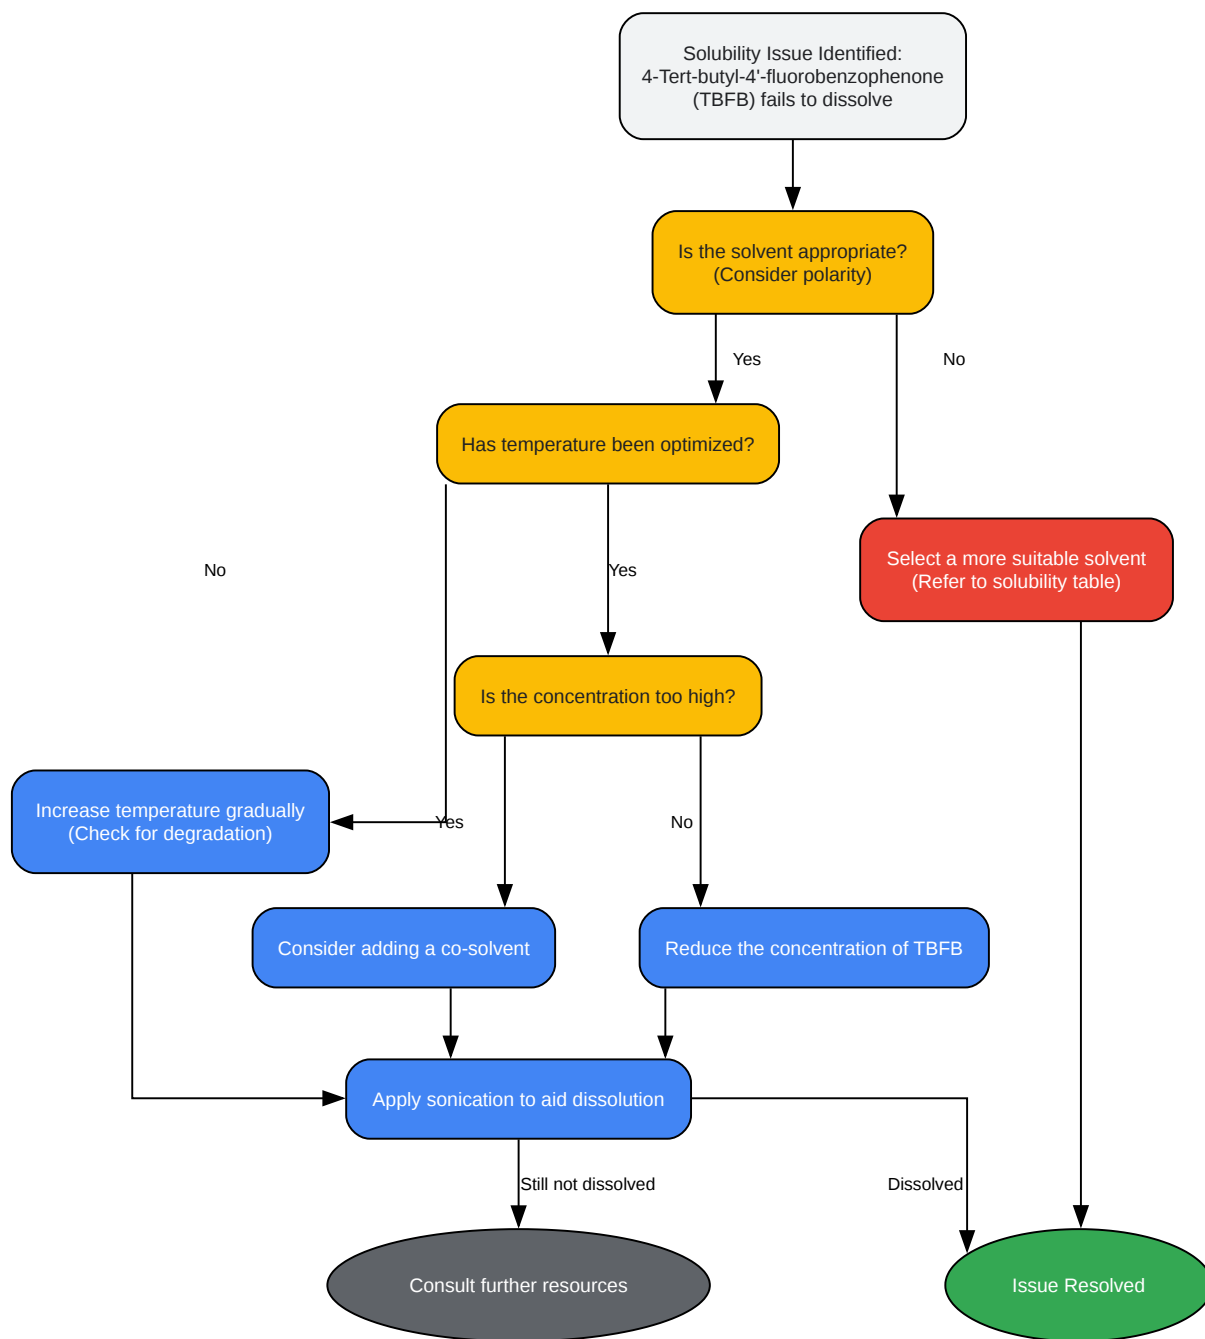 Solubility Issue Identified:
4-Tert-butyl-4'-fluorobenzophenone
(TBFB) fails to dissolve
Is the solvent appropriate?
(Consider polarity)
Yes
No
Has temperature been optimized?
No
Yes
Select a more suitable solvent
(Refer to solubility table)
Is the concentration too high?
Increase temperature gradually
(Check for degradation)
Yes
No
Consider adding a co-solvent
Reduce the concentration of TBFB
Apply sonication to aid dissolution
Still not dissolved
Dissolved
Consult further resources
Issue Resolved